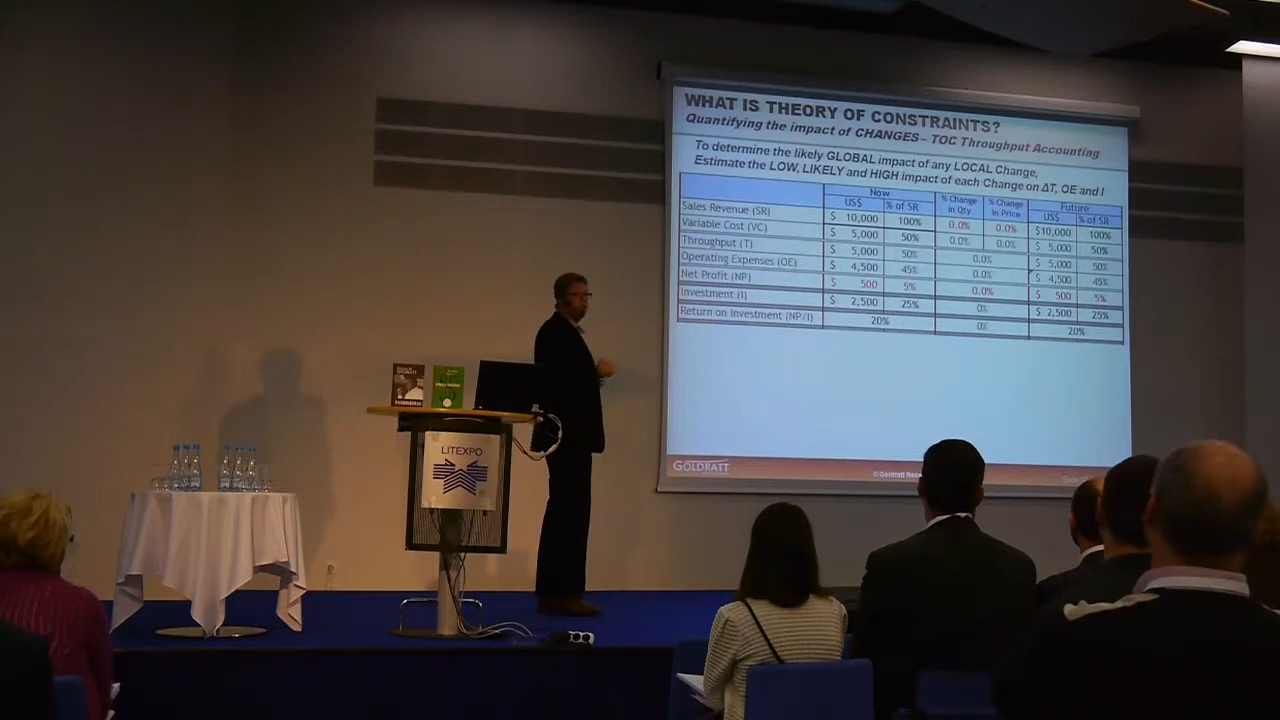 WHAT IS THEORY OF CONSTRAINTS?
Quantifying the impact of CHANGES – TOC Throughput Accounting
To determine the likely GLOBAL impact of any LOCAL Change,
Estimate the LOW, LIKELY and HIGH impact of each Change on ΔT, OE and I
Now % Change in Qty % Change in Price Future
US$ % of SR US$ % of SR
Sales Revenue (SR) $ 10,000 100% 0.0% 0.0% $10,000 100%
Variable Cost (VC) $ 5,000 50% 0.0% 0.0% $ 5,000 50%
Throughput (T) $ 5,000 50% 0.0% $ 5,000 50%
Operating Expenses (OE) $ 4,500 45% 0.0% $ 4,500 45%
Net Profit (NP) $ 500 5% 0.0% $ 500 5%
Investment (I) $ 2,500 25% 0% $ 2,500 25%
Return on Investment (NP/I) 20% 0% 20%
GOLDRATT
© Goldratt
LITEXPO
GOLDRATT